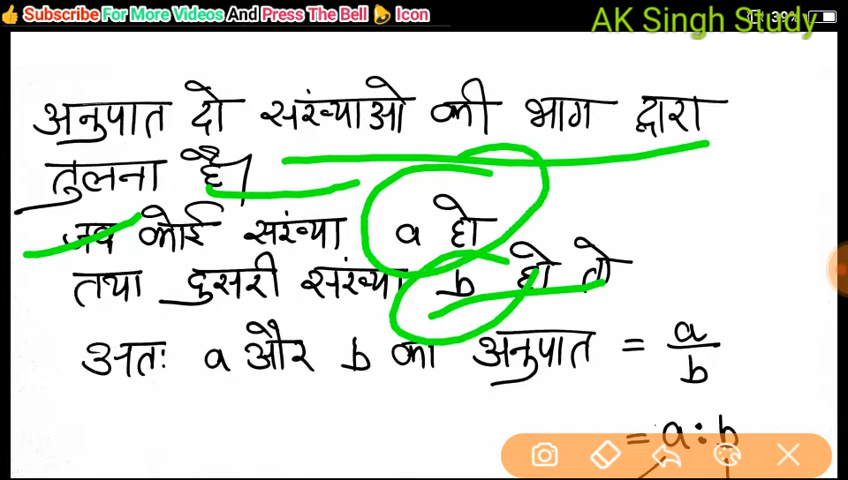 👍 Subscribe For More Videos And Press The Bell 🔔 Icon
AK Singh Study
39%
अनुपात दो संख्याओ की भाग द्वारा
तुलना है।
जब कोई संख्या a हो
तथा दुसरी संख्या b हो तो
अतः a और b का अनुपात = a/b
= a : b